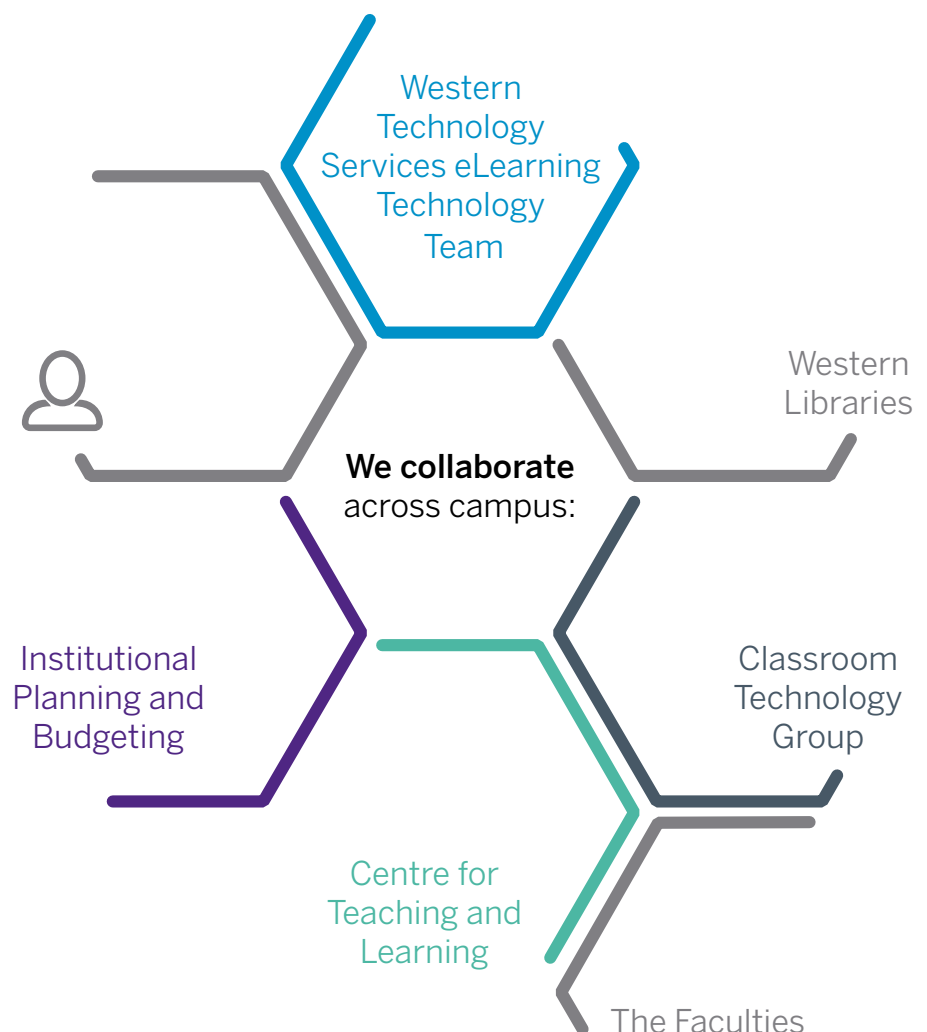 Western
Technology
Services eLearning
Technology
Team
Western
Libraries
We collaborate
across campus:
Institutional
Planning and
Budgeting
Classroom
Technology
Group
Centre for
Teaching and
Learning
The Faculties